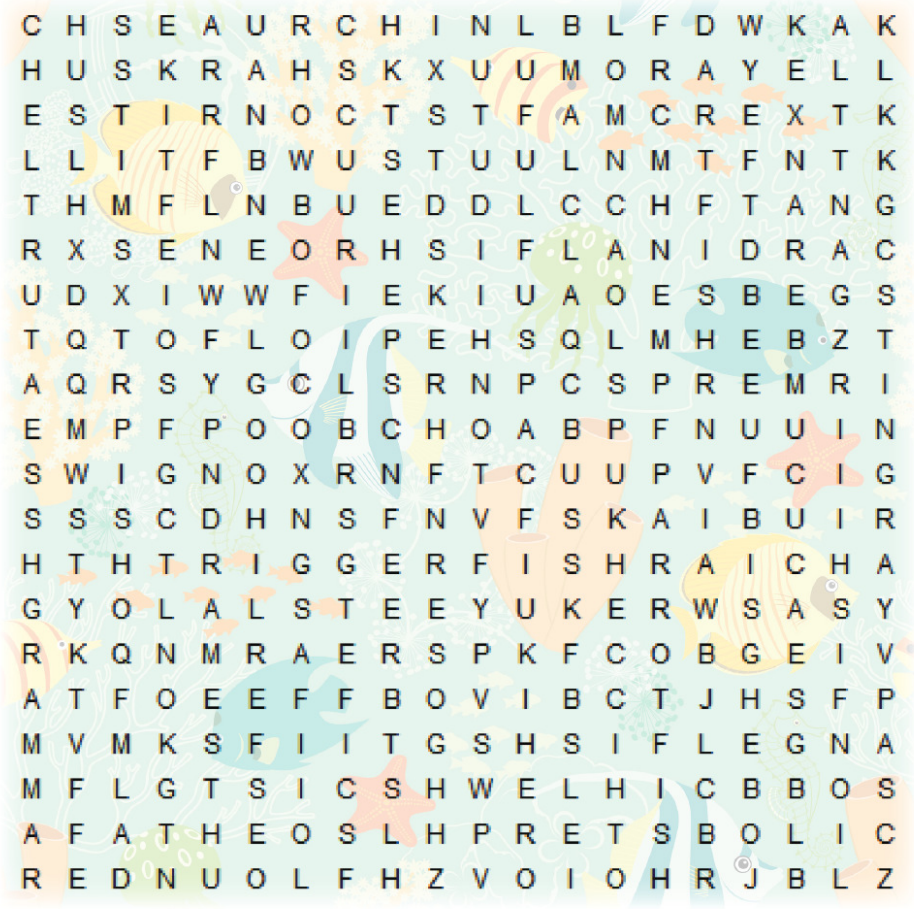 C H S E A U R C H I N L B L F D W K A K
H U S K R A H S K X U U M O R A Y E L L
E S T I R N O C T S T F A M C R E X T K
L L I T F B W U S T U U L N M T F N T K
T H M F L N B U E D D L C C H F T A N G
R X S E N E O R H S I F L A N I D R A C
U D X I W W F I E K I U A O E S B E G S
T Q T O F L O I P E H S Q L M H E B Z T
A Q R S Y G C L S R N P C S P R E M R I
E M P F P O O B C H O A B P F N U U I N
S W I G N O X R N F T C U U P V F C I G
S S S C D H N S F N V F S K A I B U I R
H T H T R I G G E R F I S H R A I C H A
G Y O L A L S T E E Y U K E R W S A S Y
R K Q N M R A E R S P K F C O B G E I V
A T F O E E F F B O V I B C T J H S F P
M V M K S F I I T G S H S I F L E G N A
M F L G T S I C S H W E L H I C B B O S
A F A T H E O S L H P R E T S B O L I C
R E D N U O L F H Z V O I O H R J B L Z